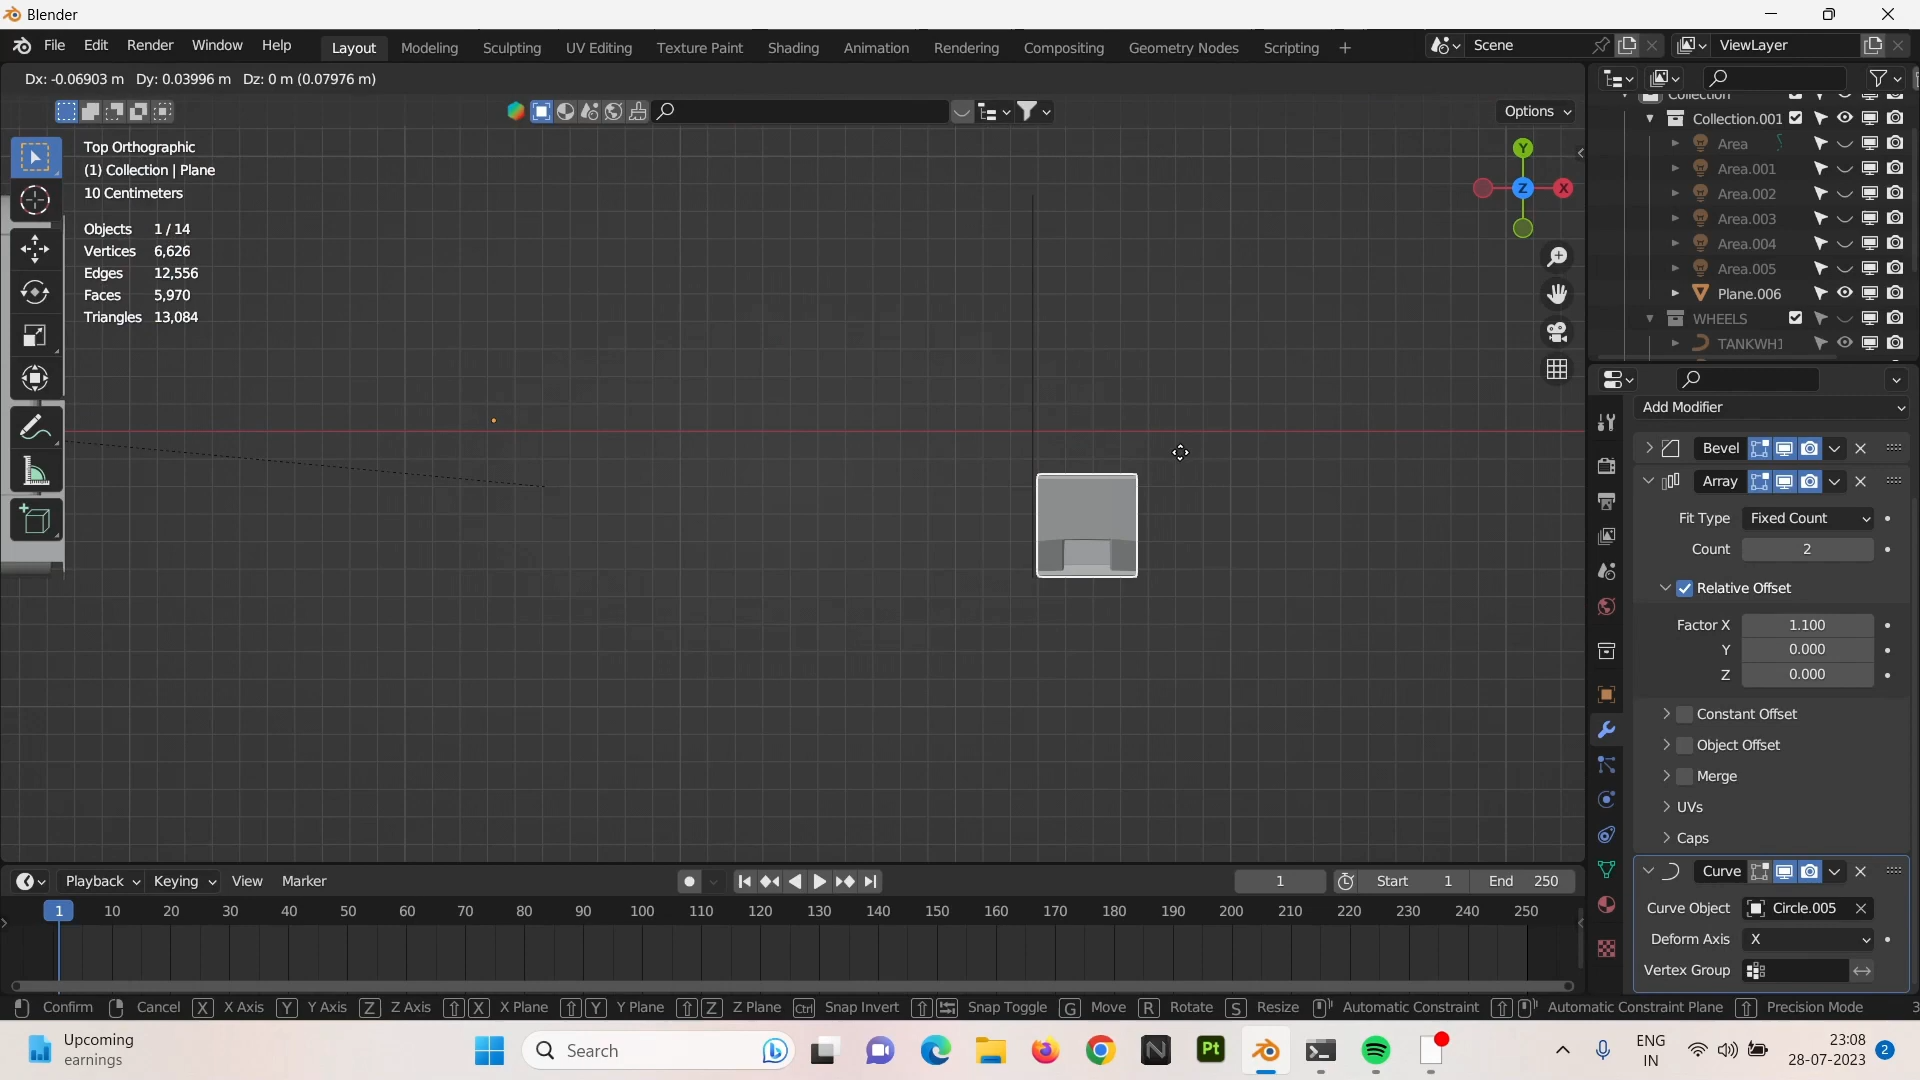 Blender
File Edit Render Window Help Layout Modeling Sculpting UV Editing Texture Paint Shading Animation Rendering Compositing Geometry Nodes Scripting + Scene ViewLayer
Dx: -0.06903 m Dy: 0.03996 m Dz: 0 m (0.07976 m)
Options
Top Orthographic
(1) Collection | Plane
10 Centimeters
Objects 1 / 14
Vertices 6,626
Edges 12,556
Faces 5,970
Triangles 13,084
Y
Z X
Collection
Collection.001
Area
Area.001
Area.002
Area.003
Area.004
Area.005
Plane.006
WHEELS
TANKWHI
Add Modifier
Bevel
Array
Fit Type Fixed Count
Count 2
Relative Offset
Factor X 1.100
Y 0.000
Z 0.000
Constant Offset
Object Offset
Merge
UVs
Caps
Curve
Curve Object Circle.005
Deform Axis X
Vertex Group
Playback Keying View Marker 1 Start 1 End 250
1 10 20 30 40 50 60 70 80 90 100 110 120 130 140 150 160 170 180 190 200 210 220 230 240 250
Confirm Cancel X X Axis Y Y Axis Z Z Axis X X Plane Y Y Plane Z Z Plane Ctrl Snap Invert Snap Toggle G Move R Rotate S Resize Automatic Constraint Automatic Constraint Plane Precision Mode
Upcoming
earnings
Search
N
Pt
ENG
IN
23:08
28-07-2023
2